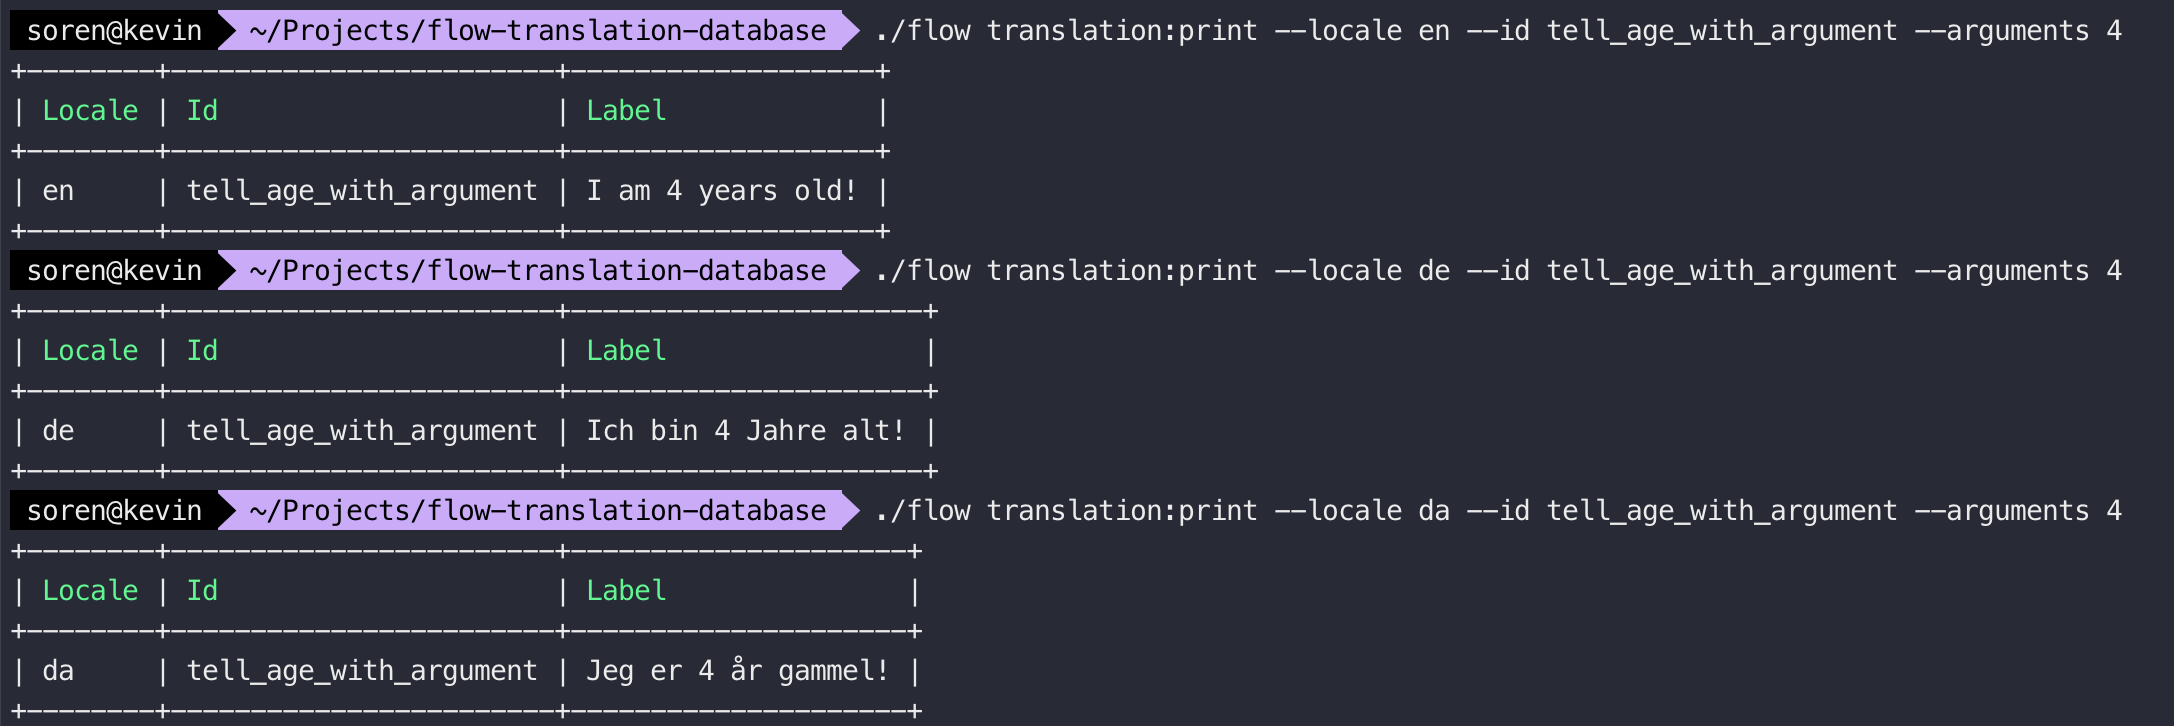 soren@kevin ~/Projects/flow-translation-database ./flow translation:print --locale en --id tell_age_with_argument --arguments 4
+--------+------------------------+-------------------+
| Locale | Id                     | Label             |
+--------+------------------------+-------------------+
| en     | tell_age_with_argument | I am 4 years old! |
+--------+------------------------+-------------------+
soren@kevin ~/Projects/flow-translation-database ./flow translation:print --locale de --id tell_age_with_argument --arguments 4
+--------+------------------------+----------------------+
| Locale | Id                     | Label                |
+--------+------------------------+----------------------+
| de     | tell_age_with_argument | Ich bin 4 Jahre alt! |
+--------+------------------------+----------------------+
soren@kevin ~/Projects/flow-translation-database ./flow translation:print --locale da --id tell_age_with_argument --arguments 4
+--------+------------------------+---------------------+
| Locale | Id                     | Label               |
+--------+------------------------+---------------------+
| da     | tell_age_with_argument | Jeg er 4 år gammel! |
+--------+------------------------+---------------------+